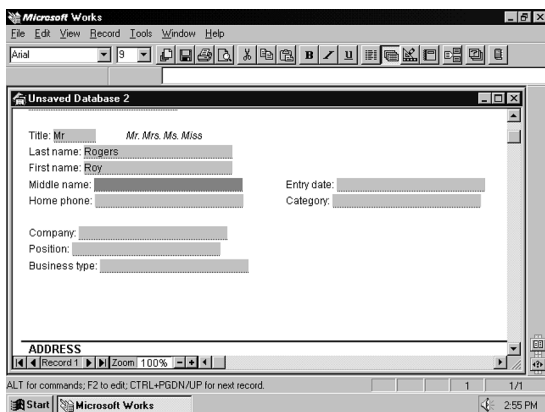 Microsoft Works
File Edit View Record Tools Window Help
Arial 9 B I U
Unsaved Database 2
Title: Mr Mr. Mrs. Ms. Miss
Last name: Rogers
First name: Roy
Middle name: Entry date:
Home phone: Category:
Company:
Position:
Business type:
ADDRESS
Record 1 Zoom 100%
ALT for commands; F2 to edit; CTRL+PGDN/UP for next record. 1 1/1
Start Microsoft Works 2:55 PM